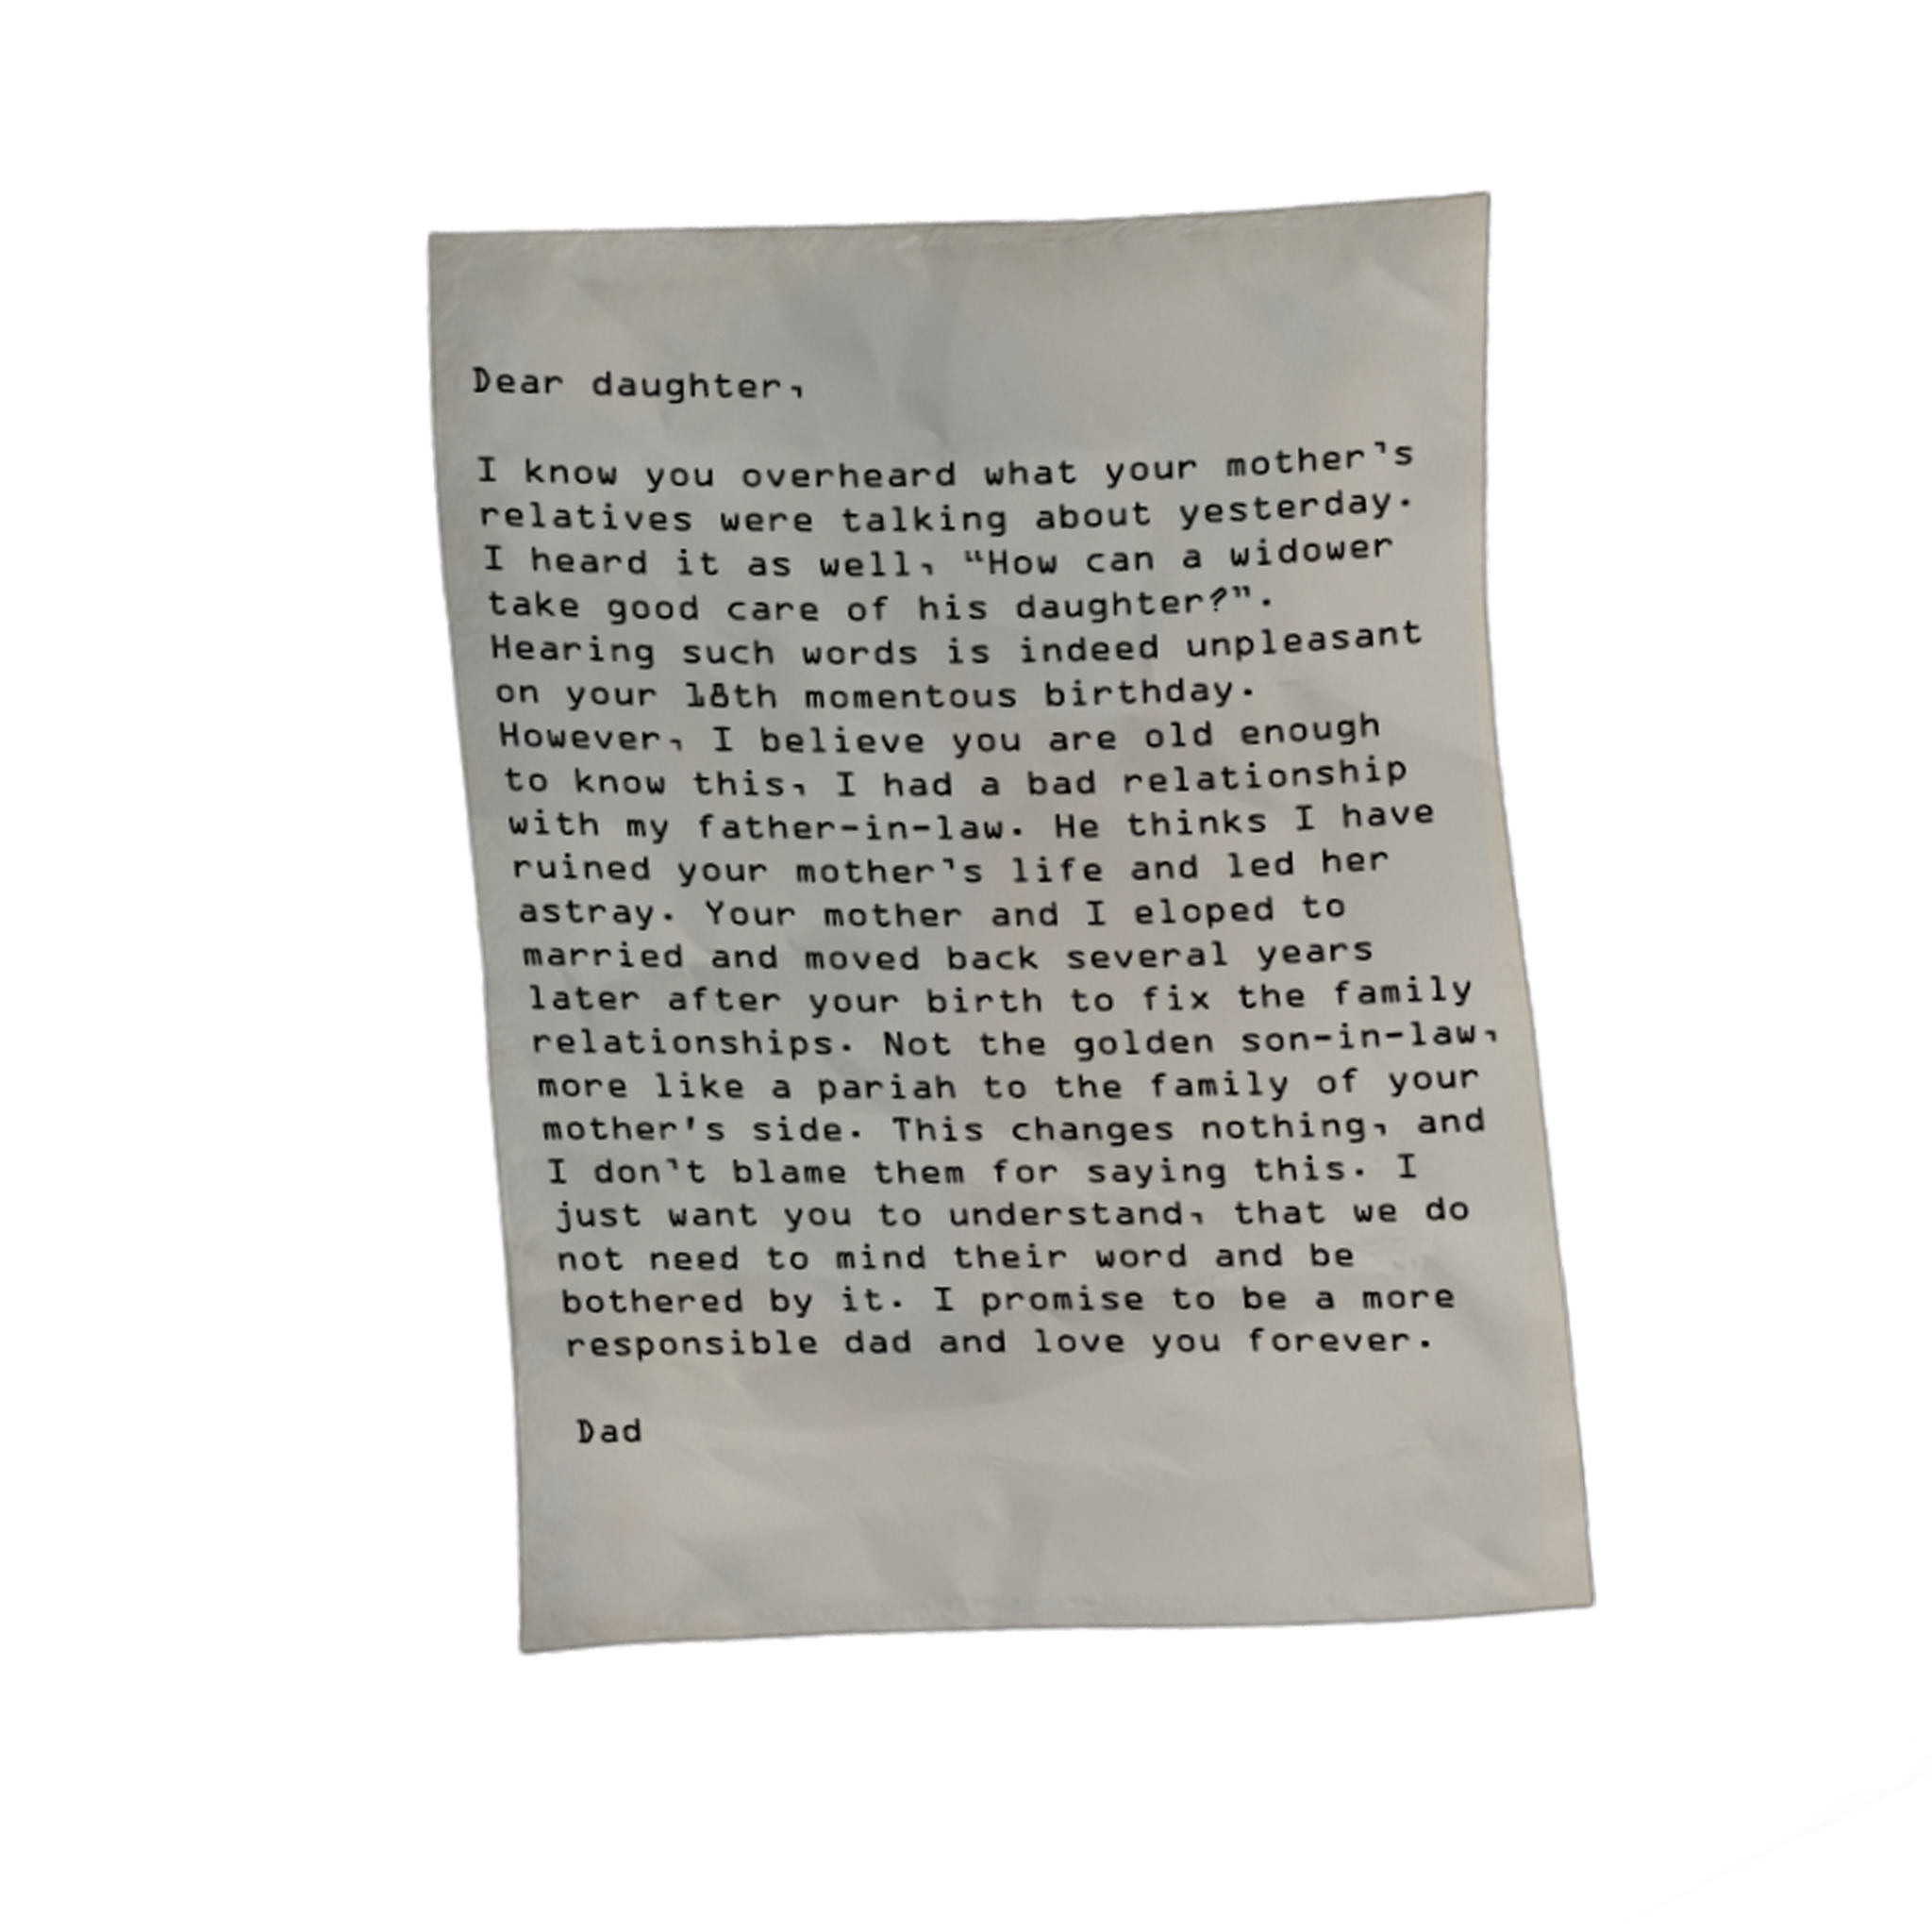 Dear daughter,
I know you overheard what your mother's
relatives were talking about yesterday.
I heard it as well, “How can a widower
take good care of his daughter?”.
Hearing such words is indeed unpleasant
on your 18th momentous birthday.
However, I believe you are old enough
to know this, I had a bad relationship
with my father-in-law. He thinks I have
ruined your mother's life and led her
astray. Your mother and I eloped to
married and moved back several years
later after your birth to fix the family
relationships. Not the golden son-in-law,
more like a pariah to the family of your
mother's side. This changes nothing, and
I don't blame them for saying this. I
just want you to understand, that we do
not need to mind their word and be
bothered by it. I promise to be a more
responsible dad and love you forever.
Dad